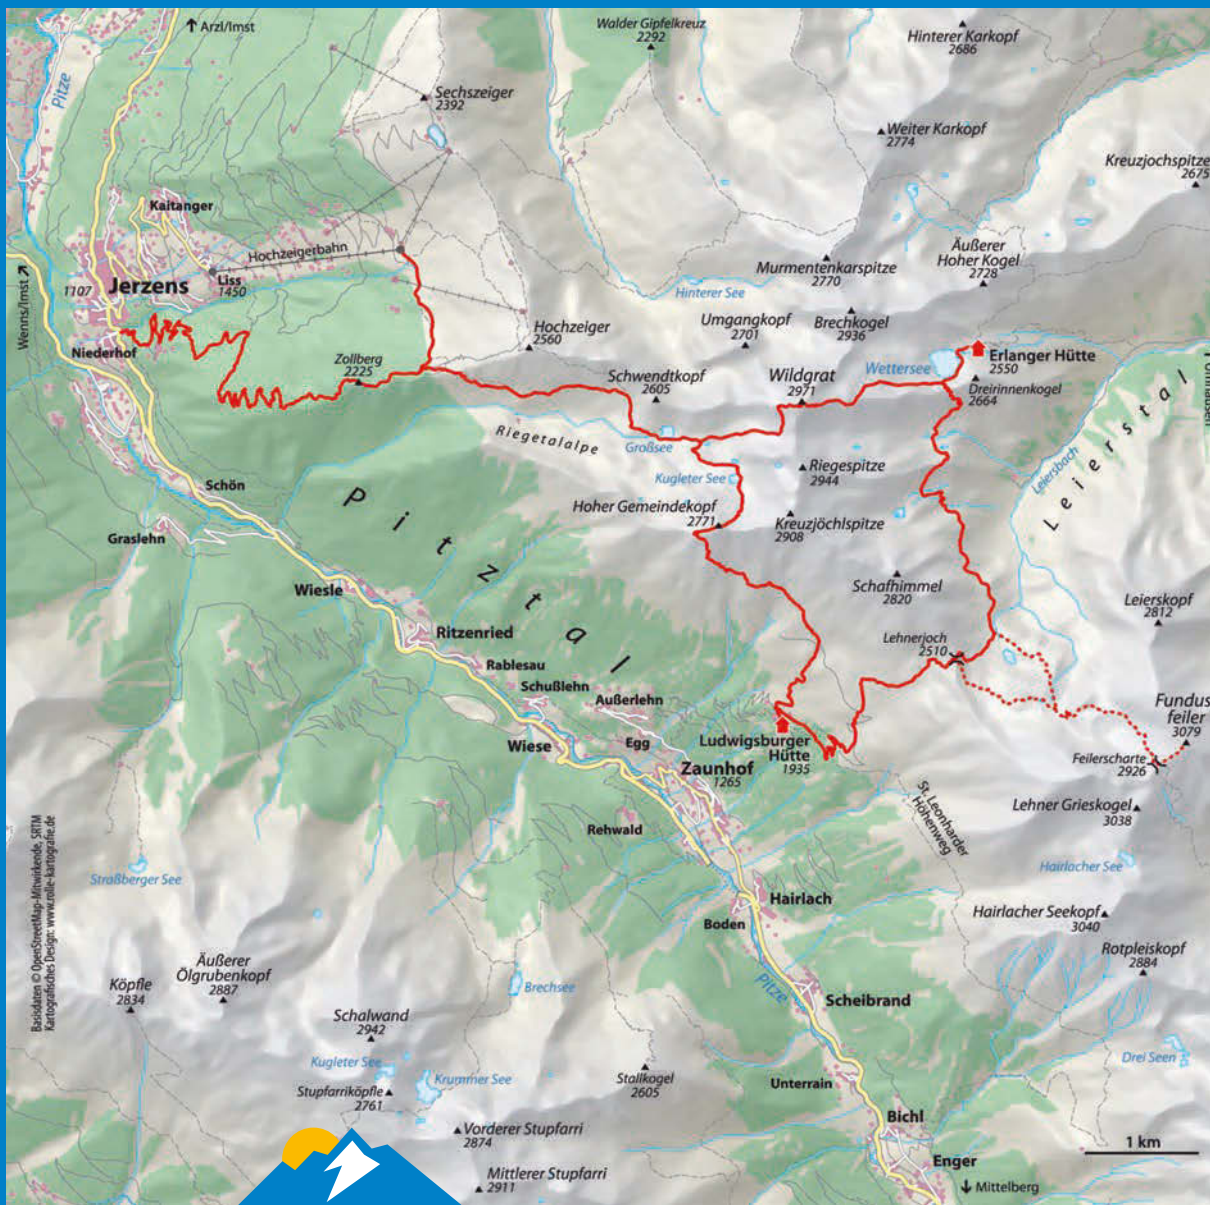 Arzl/Imst
Walder Gipfelkreuz
2292
Hinterer Karkopf
2686
Pitze
Sechszeiger
2392
Weiter Karkopf
2774
Kreuzjochspitze
2675
Kaitanger
Hochzeigerbahn
Äußerer
Hoher Kogel
2728
Murmentenkarspitze
2770
Wenns/Imst
1107
Jerzens
Liss
1450
Hinterer See
Umgangkopf
2701
Brechkogel
2936
Hochzeiger
2560
Niederhof
Zollberg
2225
Erlanger Hütte
2550
Wettersee
Schwendtkopf
2605
Wildgrat
2971
Dreirinnenkogel
2664
Riegetalalpe
Großsee
Leierstal
Leiersbach
Kugleter See
Riegespitze
2944
Schön
Pitztal
Hoher Gemeindekopf
2771
Kreuzjöchlspitze
2908
Graslehn
Wiesle
Schafhimmel
2820
Leierskopf
2812
Ritzenried
Lehnerjoch
2510
Rablesau
Schußlehn
Außerlehn
Fundus
feiler
3079
Wiese
Egg
Ludwigsburger
Hütte
1935
Zaunhof
1265
Feilerscharte
2926
St. Leonharder
Höhenweg
Lehner Grieskogel
3038
Rehwald
Basisdaten © OpenStreetMap-Mitwirkende, SRTM
Kartografisches Design: www.rolle-kartografie.de
Straßberger See
Hairlacher See
Hairlach
Hairlacher Seekopf
3040
Boden
Rotpleiskopf
2884
Äußerer
Ölgrubenkopf
2887
Köpfle
2834
Brechsee
Pitze
Scheibrand
Schalwand
2942
Kugleter See
Krummer See
Stallkogel
2605
Drei Seen
Stupfarriköpfle
2761
Unterrain
Bichl
Vorderer Stupfarri
2874
1 km
Mittlerer Stupfarri
2911
Enger
Mittelberg